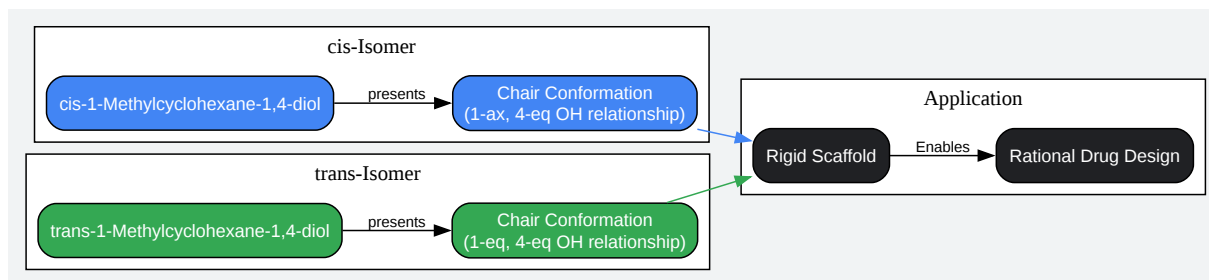 cis-Isomer
cis-1-Methylcyclohexane-1,4-diol
presents
Chair Conformation
(1-ax, 4-eq OH relationship)
trans-Isomer
trans-1-Methylcyclohexane-1,4-diol
presents
Chair Conformation
(1-eq, 4-eq OH relationship)
Application
Rigid Scaffold
Enables
Rational Drug Design